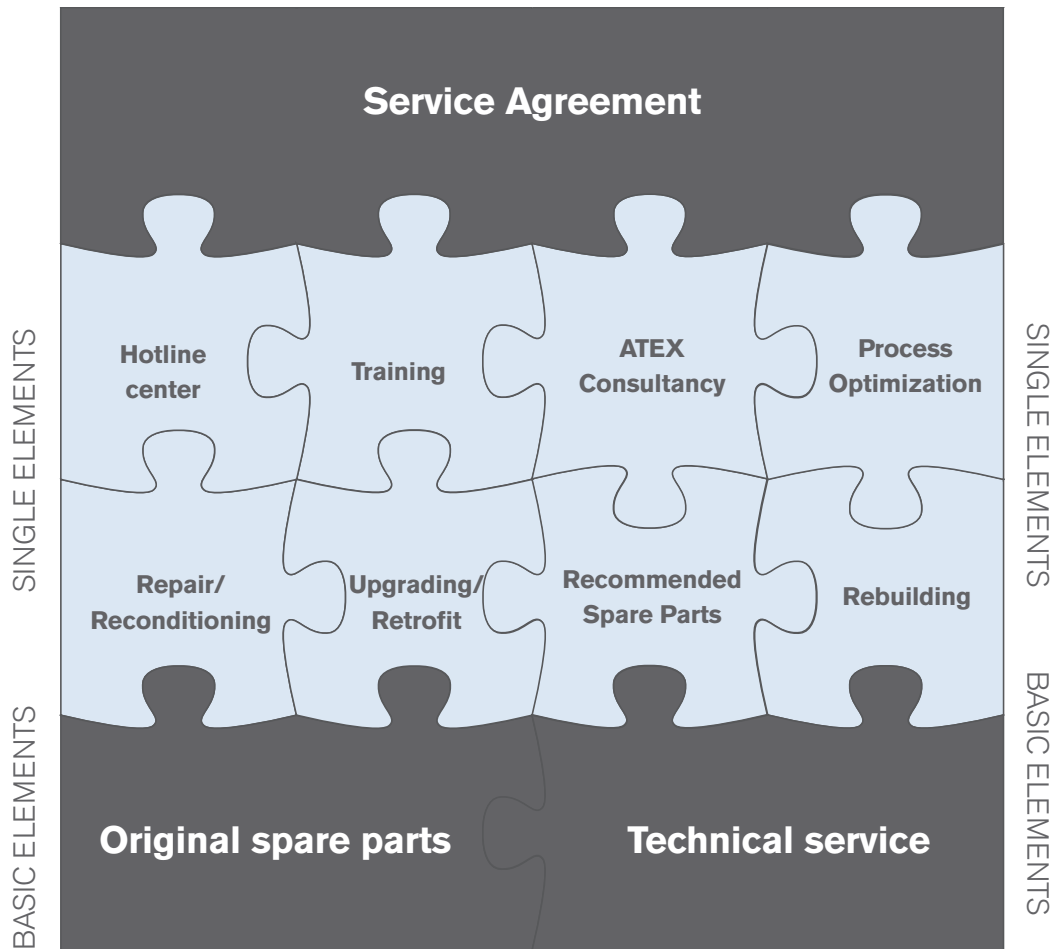 Service Agreement
Hotline
center
Training
ATEX
Consultancy
Process
Optimization
SINGLE ELEMENTS
SINGLE ELEMENTS
Repair/
Reconditioning
Upgrading/
Retrofit
Recommended
Spare Parts
Rebuilding
BASIC ELEMENTS
BASIC ELEMENTS
Original spare parts
Technical service